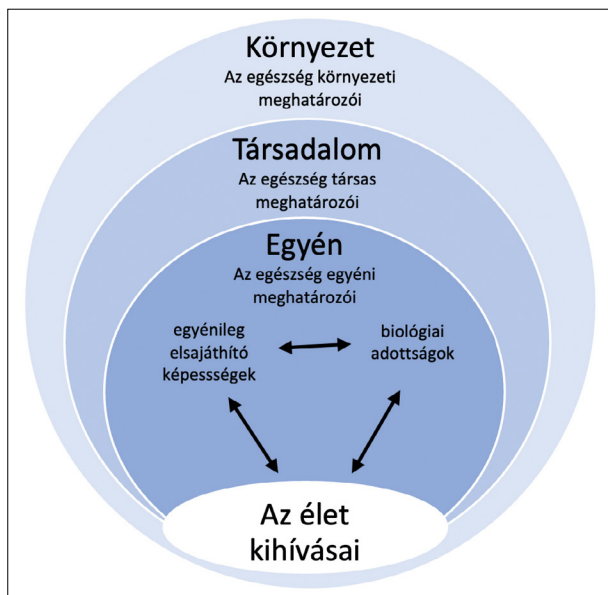 Környezet
Az egészség környezeti
meghatározói
Társadalom
Az egészség társas
meghatározói
Egyén
Az egészség egyéni
meghatározói
egyénileg
elsajáthító
képessségek
biológiai
adottságok
Az élet
kihívásai